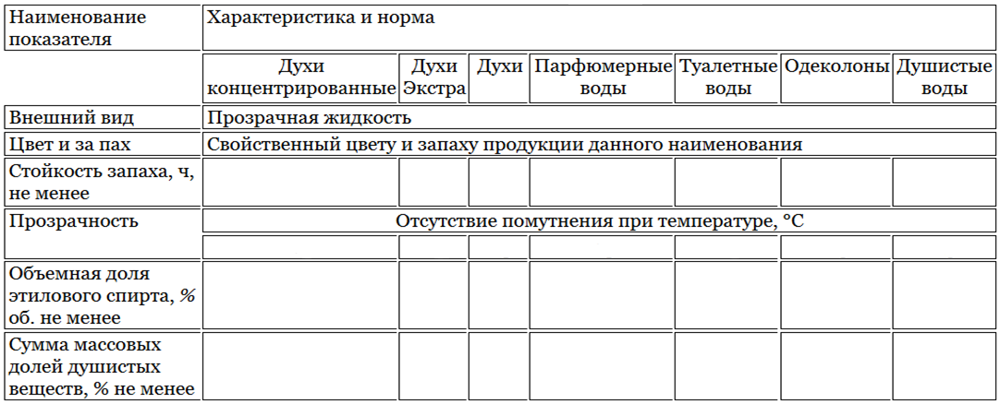 Наименование
показателя
Характеристика и норма
Духи
концентрированные
Духи
Экстра
Духи
Парфюмерные
воды
Туалетные
воды
Одеколоны
Душистые
воды
Внешний вид
Прозрачная жидкость
Цвет и за пах
Свойственный цвету и запаху продукции данного наименования
Стойкость запаха, ч,
не менее
Прозрачность
Отсутствие помутнения при температуре, °С
Объемная доля
этилового спирта, %
об. не менее
Сумма массовых
долей душистых
веществ, % не менее